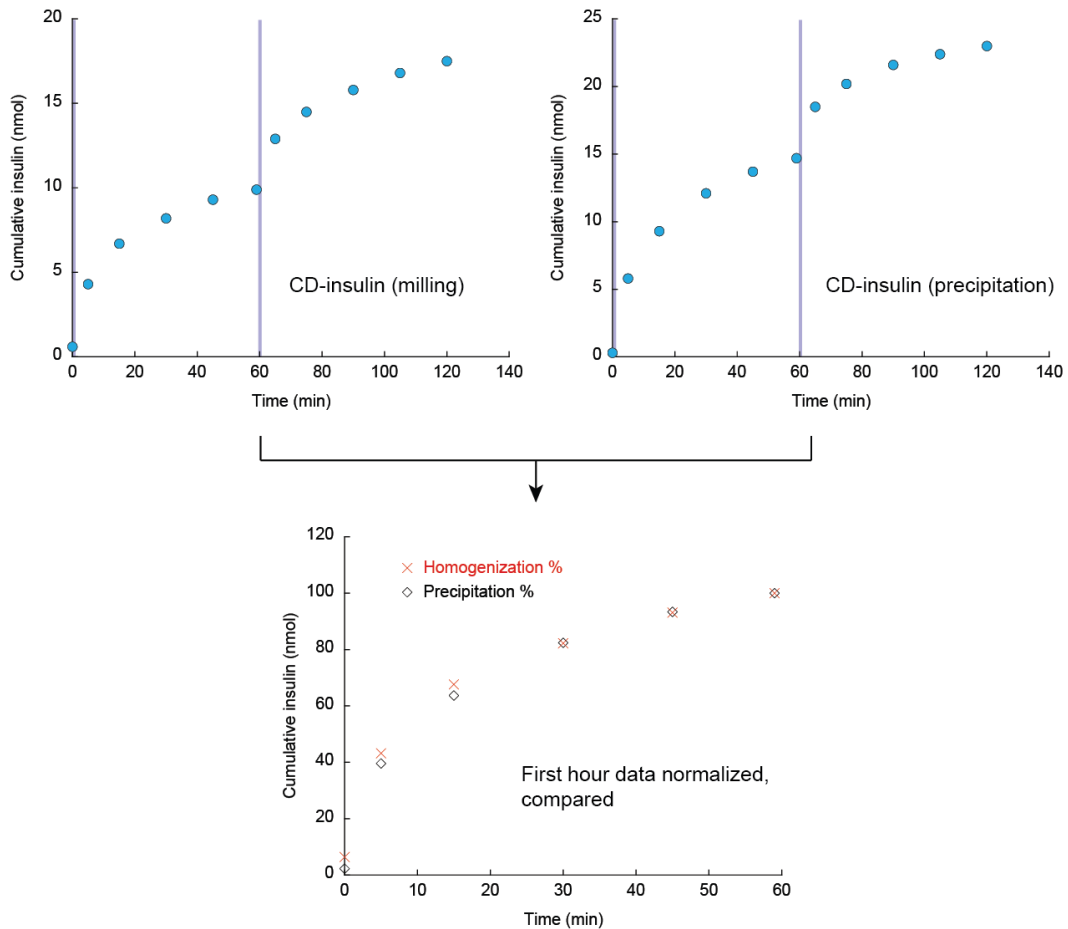 20
15
10
5
0
Cumulative insulin (nmol)
CD-insulin (milling)
0 20 40 60 80 100 120 140
Time (min)
25
20
15
10
5
0
Cumulative insulin (nmol)
CD-insulin (precipitation)
0 20 40 60 80 100 120 140
Time (min)
120
100
80
60
40
20
0
Cumulative insulin (nmol)
Homogenization %
Precipitation %
First hour data normalized,
compared
0 10 20 30 40 50 60
Time (min)